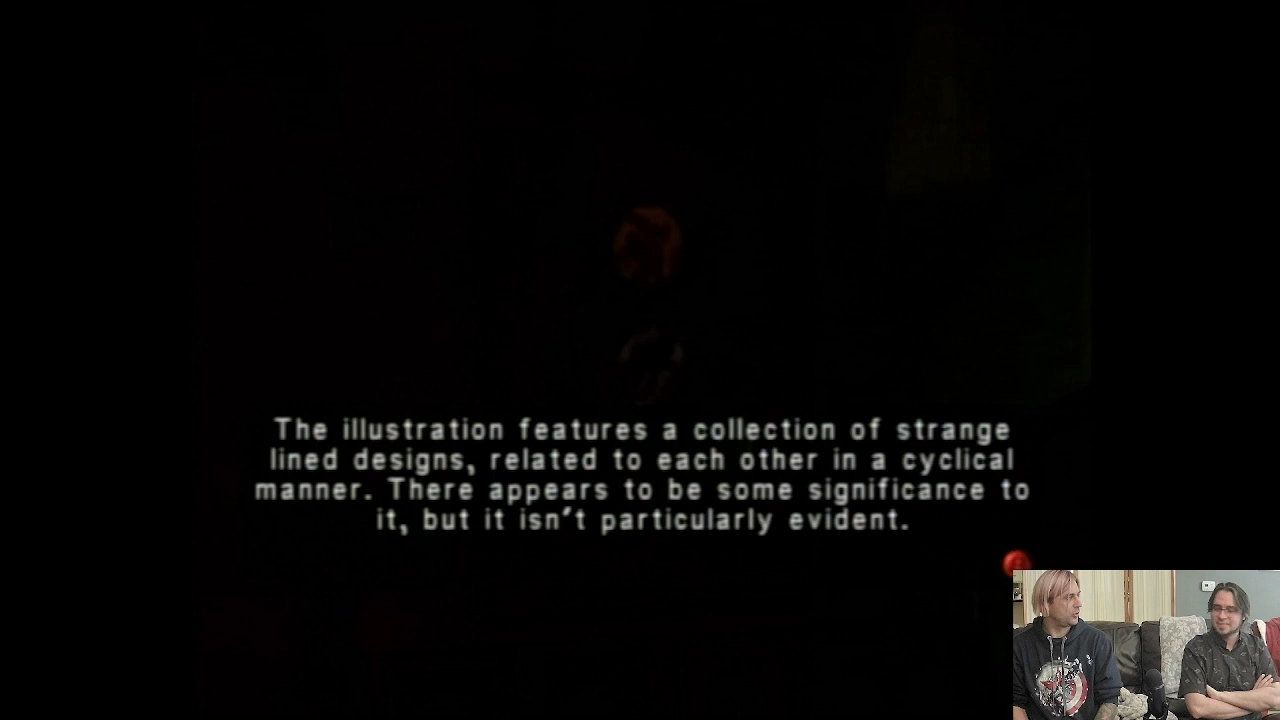 The illustration features a collection of strange
lined designs, related to each other in a cyclical
manner. There appears to be some significance to
it, but it isn't particularly evident.